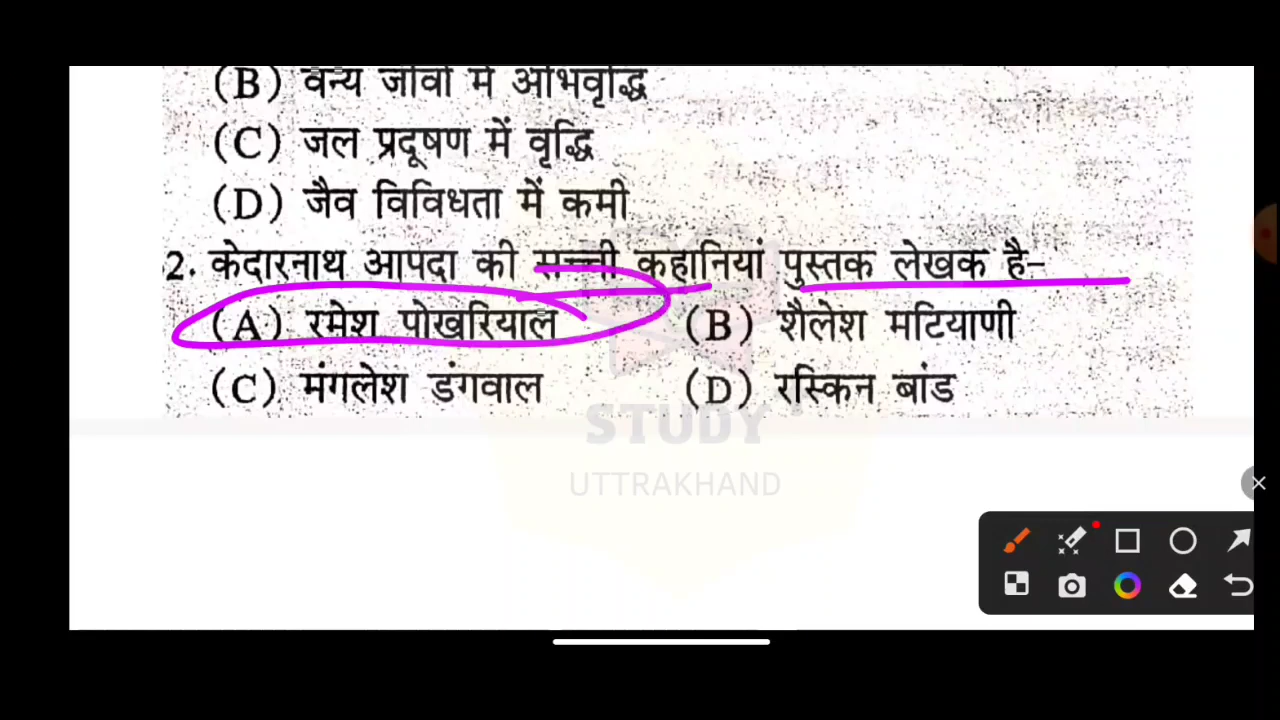 (B) वन्य जीवों में अभिवृद्धि
(C) जल प्रदूषण में वृद्धि
(D) जैव विविधता में कमी
2. केदारनाथ आपदा की सच्ची कहानियां पुस्तक लेखक है–
(A) रमेश पोखरियाल (B) शैलेश मटियाणी
(C) मंगलेश डंगवाल (D) रस्किन बांड
STUDY
UTTRAKHAND